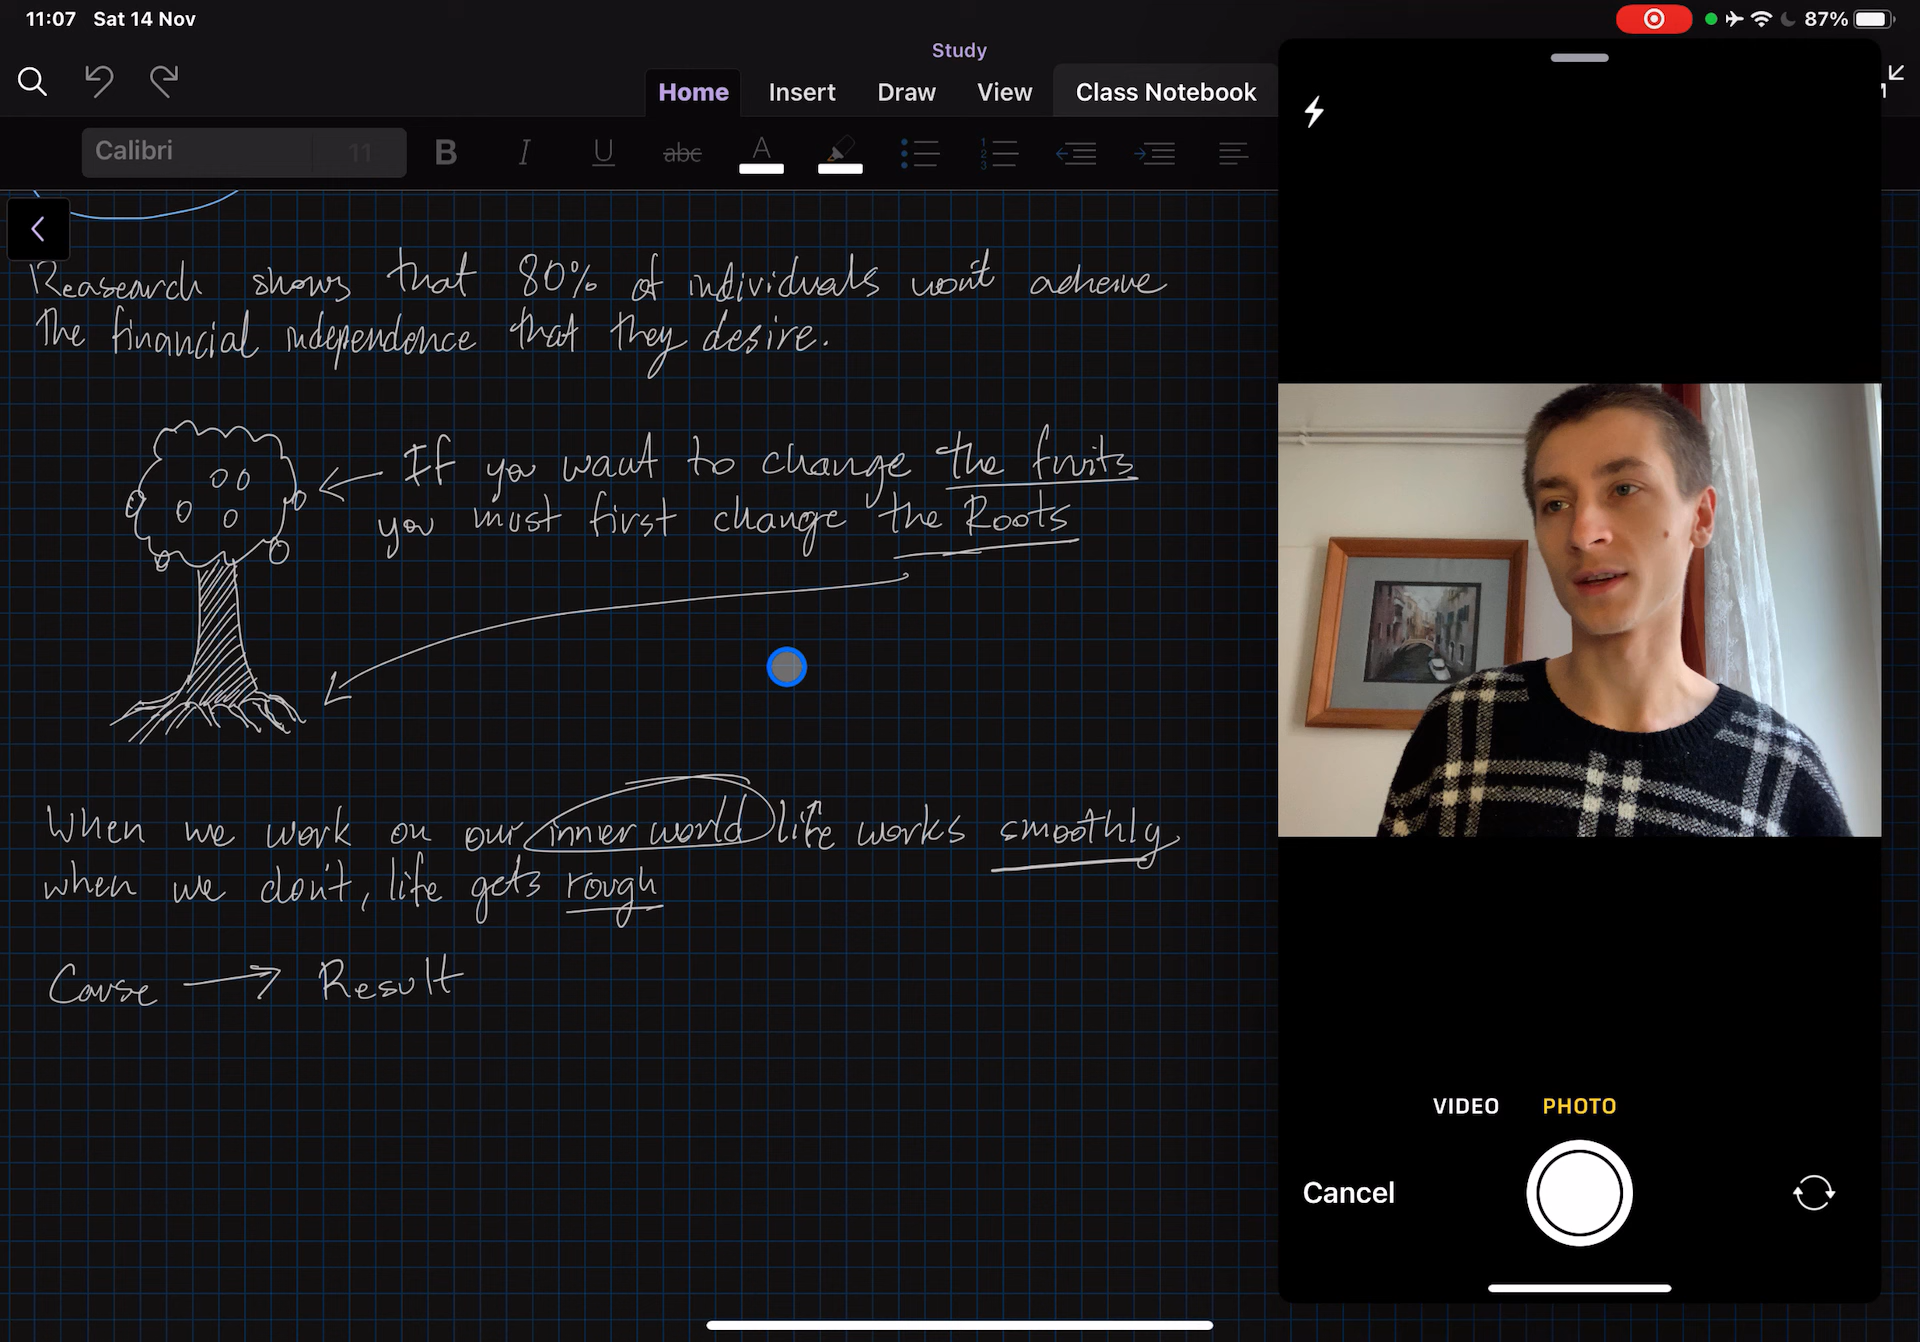 11:07 Sat 14 Nov
87%
Study
Home Insert Draw View Class Notebook
Calibri 11
B I U abc A
Reasearch shows that 80% of individuals won't acheive
the financial independence that they desire.
If you want to change the fruits
you must first change the Roots
When we work on our inner world life works smoothly
when we don't, life gets rough
Cause → Result
VIDEO PHOTO
Cancel